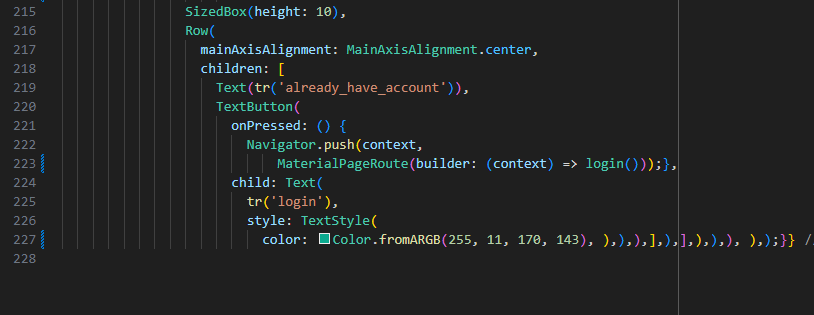 215 SizedBox(height: 10),
216 Row(
217 mainAxisAlignment: MainAxisAlignment.center,
218 children: [
219 Text(tr('already_have_account')),
220 TextButton(
221 onPressed: () {
222 Navigator.push(context,
223 MaterialPageRoute(builder: (context) => login()));},
224 child: Text(
225 tr('login'),
226 style: TextStyle(
227 color: Color.fromARGB(255, 11, 170, 143), ),),),],),],),),), ),);}} /
228